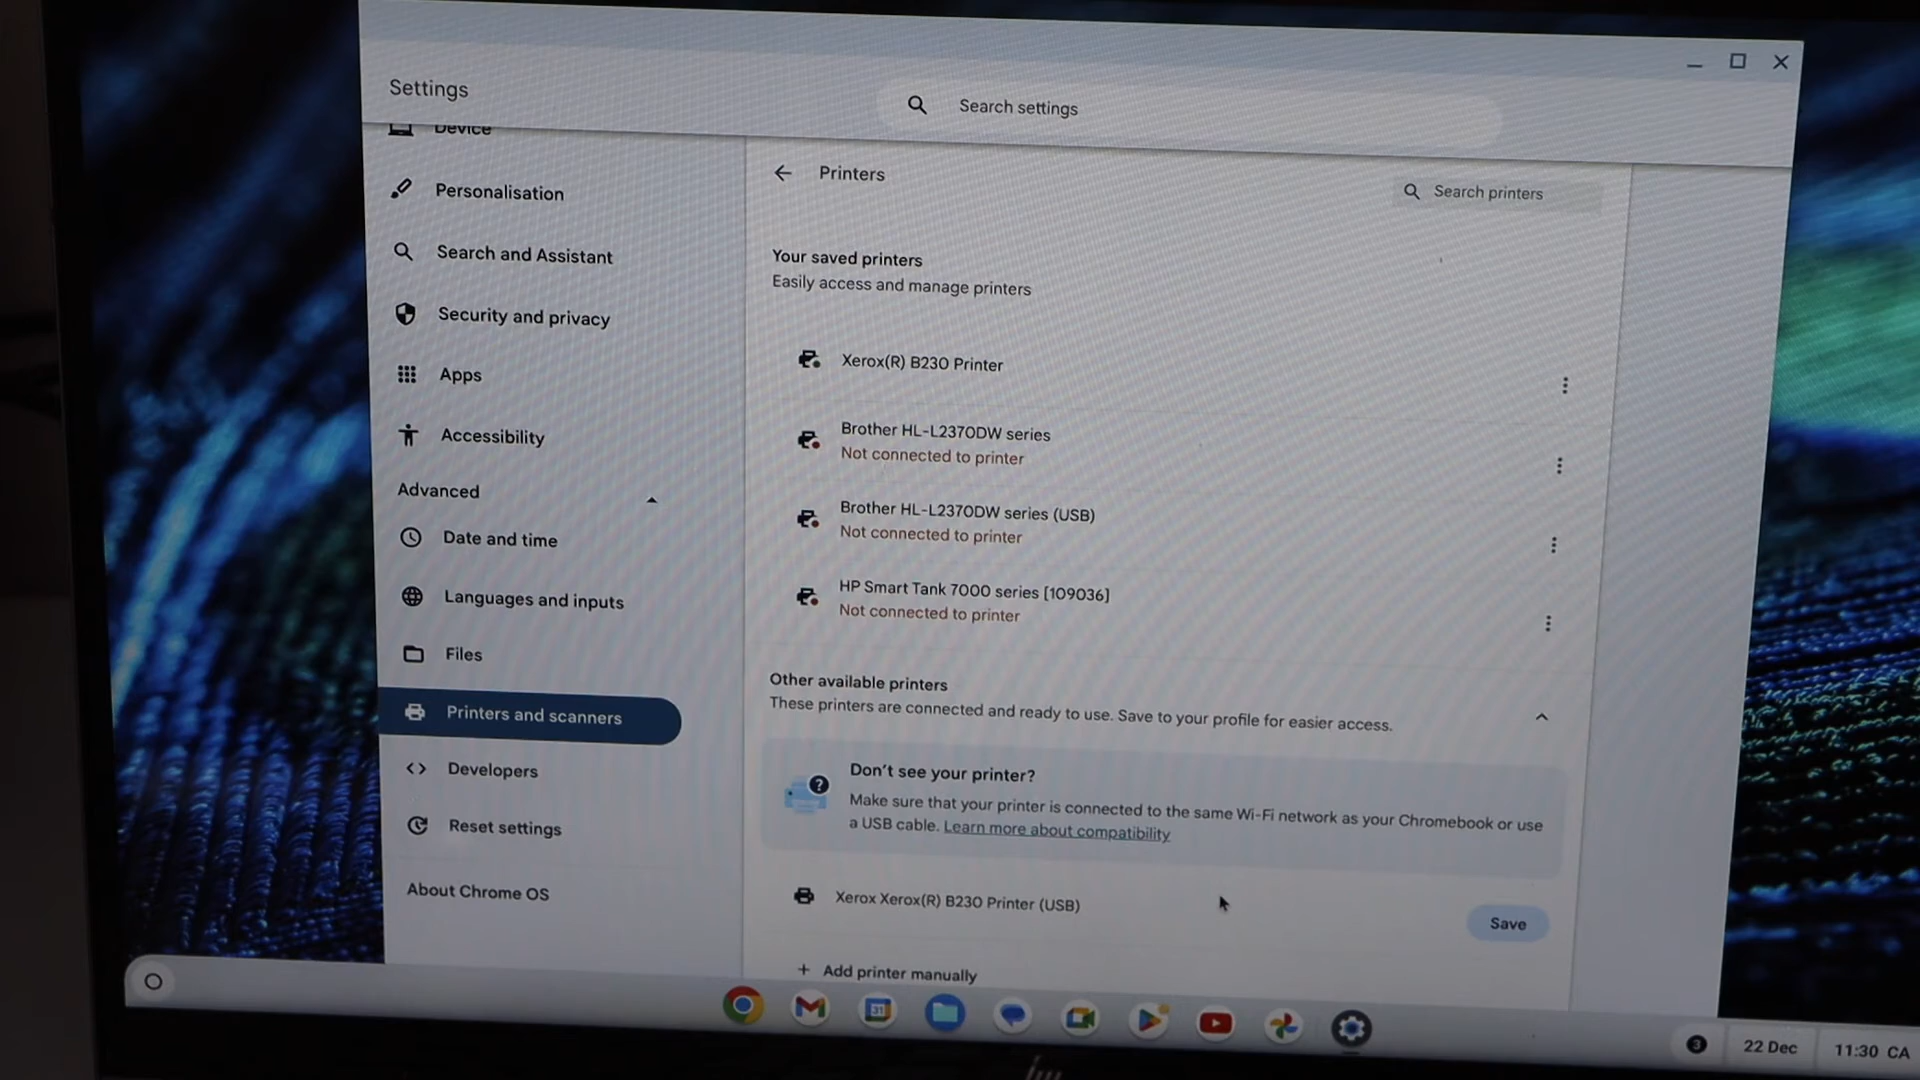 Settings
Search settings
Device
Personalisation
Search and Assistant
Security and privacy
Apps
Accessibility
Advanced
Date and time
Languages and inputs
Files
Printers and scanners
Developers
Reset settings
About Chrome OS
Printers
Search printers
Your saved printers
Easily access and manage printers
Xerox(R) B230 Printer
Brother HL-L2370DW series
Not connected to printer
Brother HL-L2370DW series (USB)
Not connected to printer
HP Smart Tank 7000 series [109036]
Not connected to printer
Other available printers
These printers are connected and ready to use. Save to your profile for easier access.
Don't see your printer?
Make sure that your printer is connected to the same Wi-Fi network as your Chromebook or use
a USB cable. Learn more about compatibility
Xerox Xerox(R) B230 Printer (USB)
Save
+ Add printer manually
31
3
22 Dec
11:30 CA
hp